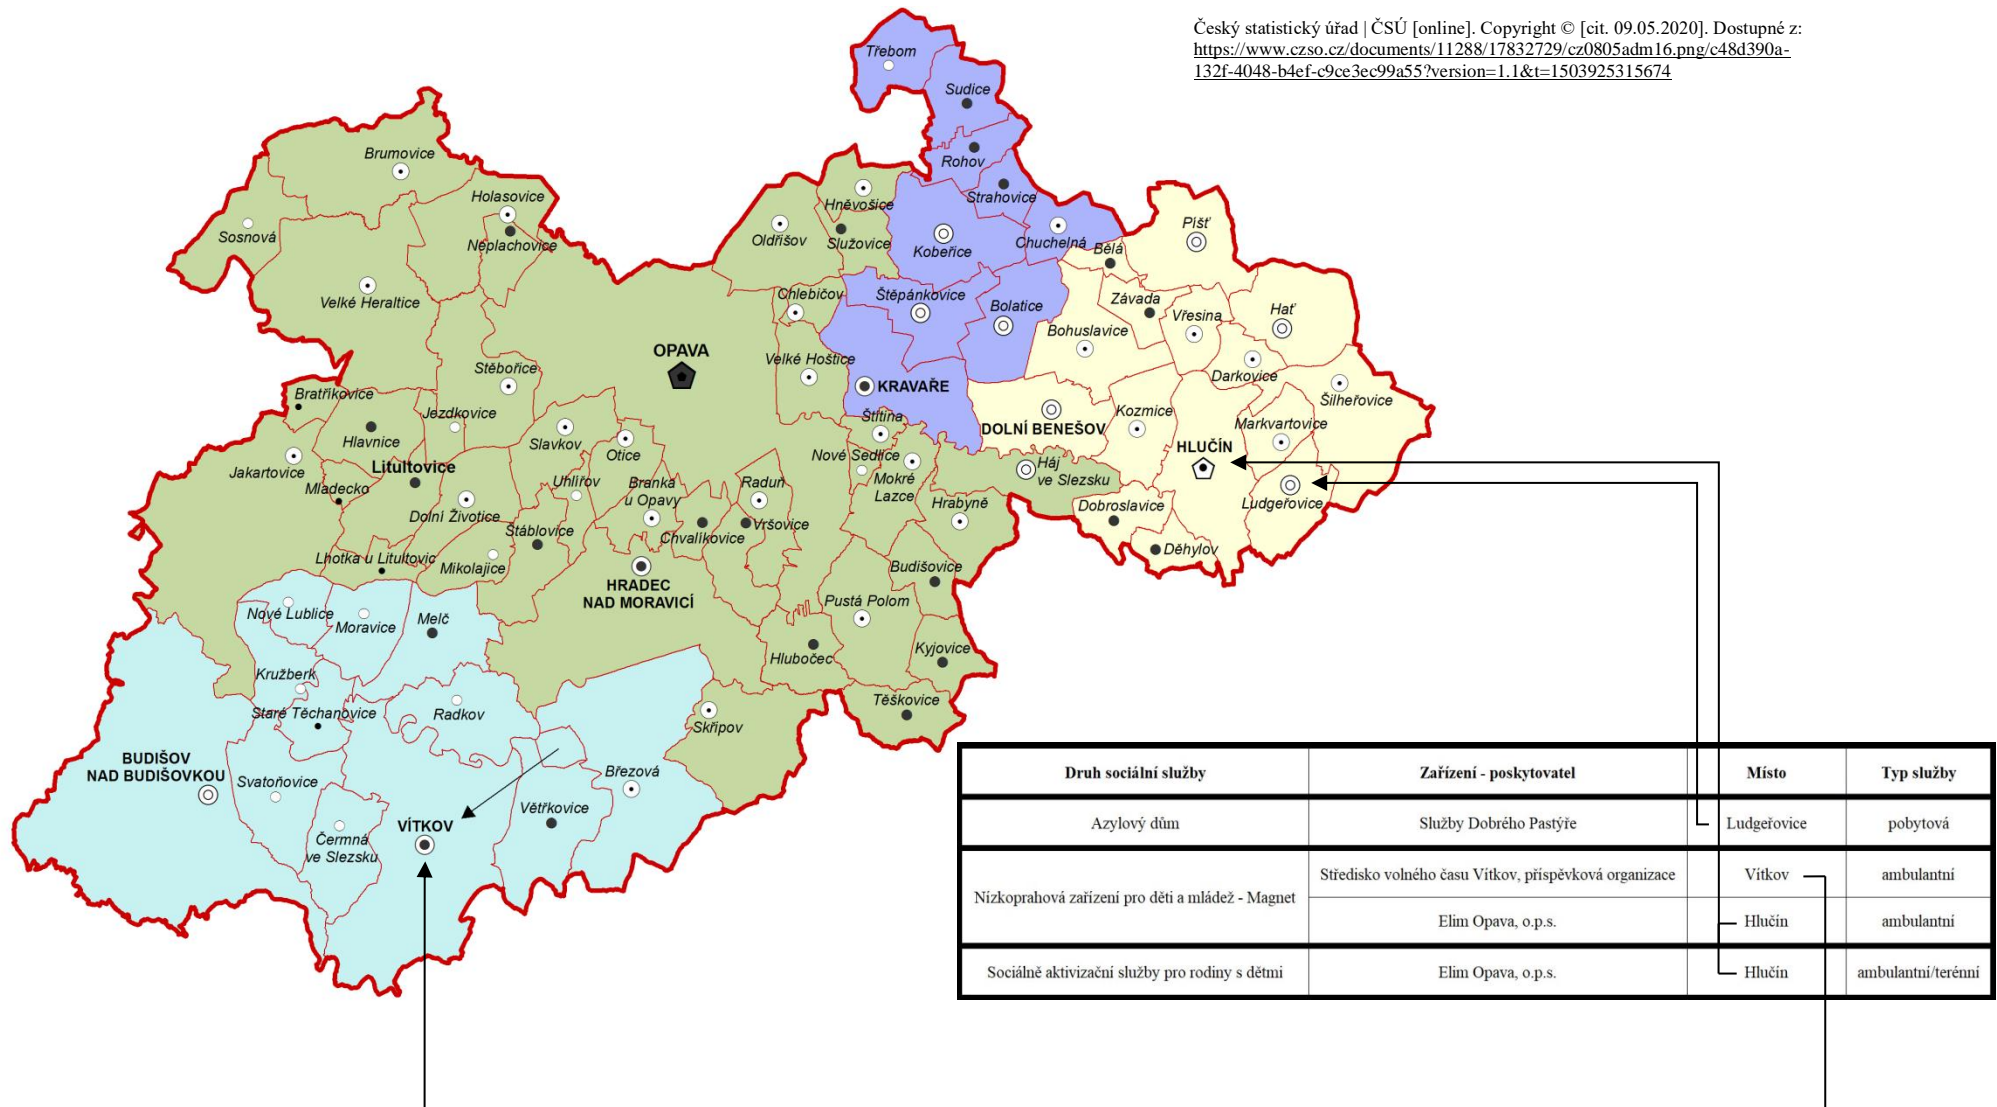 Český statistický úřad | ČSÚ [online]. Copyright © [cit. 09.05.2020]. Dostupné z:
https://www.czso.cz/documents/11288/17832729/cz0805adm16.png/c48d390a-
132f-4048-b4ef-c9ce3ec99a55?version=1.1&t=1503925315674
Třebom
Sudice
Rohov
Strahovice
Brumovice
Holasovice
Neplachovice
Sosnová
Velké Heraltice
Hněvošice
Oldřišov
Služovice
Kobeřice
Chuchelná
Píšť
Bělá
Chlebičov
Štěpánkovice
Bolatice
Závada
Vřesina
Hať
Bohuslavice
OPAVA
Velké Hoštice
KRAVAŘE
Darkovice
Šilheřovice
Stěbořice
Bratříkovice
Jezdkovice
Hlavnice
Slavkov
Otice
Štítina
DOLNÍ BENEŠOV
Kozmice
Markvartovice
HLUČÍN
Jakartovice
Litultovice
Mladecko
Dolní Životice
Uhlířov
Branka
u Opavy
Raduň
Nové Sedlice
Mokré
Lazce
Háj
ve Slezsku
Ludgeřovice
Dobroslavice
Hrabyně
Děhylov
Stáblovice
Chvalíkovice
Vršovice
Lhotka u Litultovic
Mikolajice
HRADEC
NAD MORAVICÍ
Budišovice
Pustá Polom
Nové Lublice
Moravice
Melč
Hlubočec
Kyjovice
Kružberk
Staré Těchanovice
Radkov
Skřipov
Těškovice
BUDIŠOV
NAD BUDIŠOVKOU
Svatoňovice
Březová
Větřkovice
Čermná
ve Slezsku
VÍTKOV
Druh sociální služby Zařízení - poskytovatel Místo Typ služby
Azylový dům Služby Dobrého Pastýře Ludgeřovice pobytová
Nízkoprahová zařízení pro děti a mládež - Magnet Středisko volného času Vítkov, příspěvková organizace Vítkov ambulantní
Elim Opava, o.p.s. Hlučín ambulantní
Sociálně aktivizační služby pro rodiny s dětmi Elim Opava, o.p.s. Hlučín ambulantní/terénní